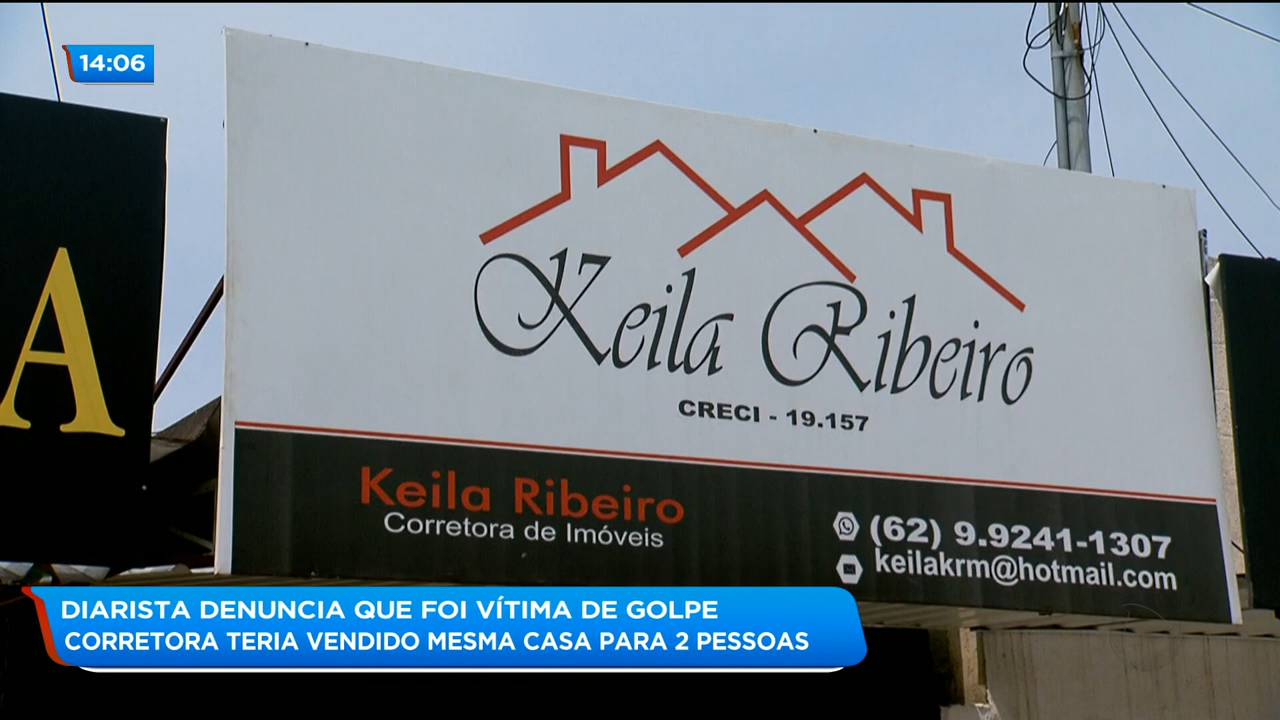 14:06
A
Keila Ribeiro
CRECI - 19.157
Keila Ribeiro
Corretora de Imóveis
(62) 9.9241-1307
keilakrm@hotmail.com
DIARISTA DENUNCIA QUE FOI VÍTIMA DE GOLPE
CORRETORA TERIA VENDIDO MESMA CASA PARA 2 PESSOAS